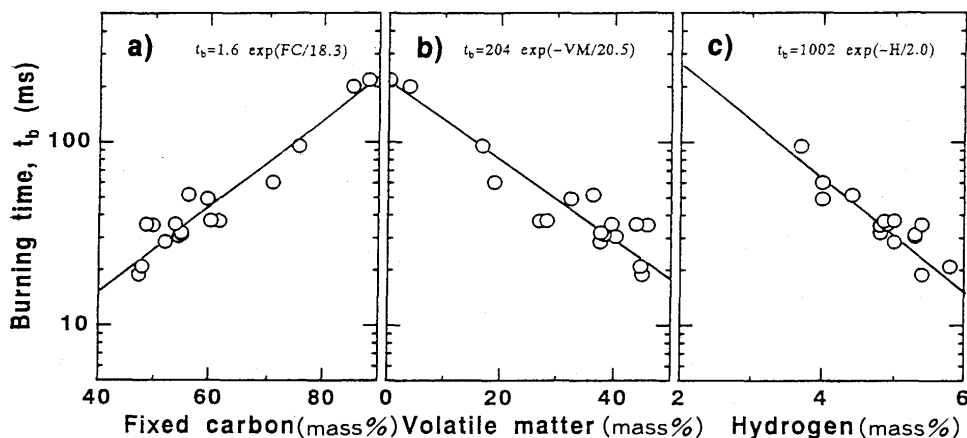 a)
t_b=1.6 exp(FC/18.3)
b)
t_b=204 exp(−VM/20.5)
c)
t_b=1002 exp(−H/2.0)
Burning time, t_b (ms)
100
10
40 60 80 0 20 40 2 4 6
Fixed carbon (mass%) Volatile matter (mass%) Hydrogen (mass%)